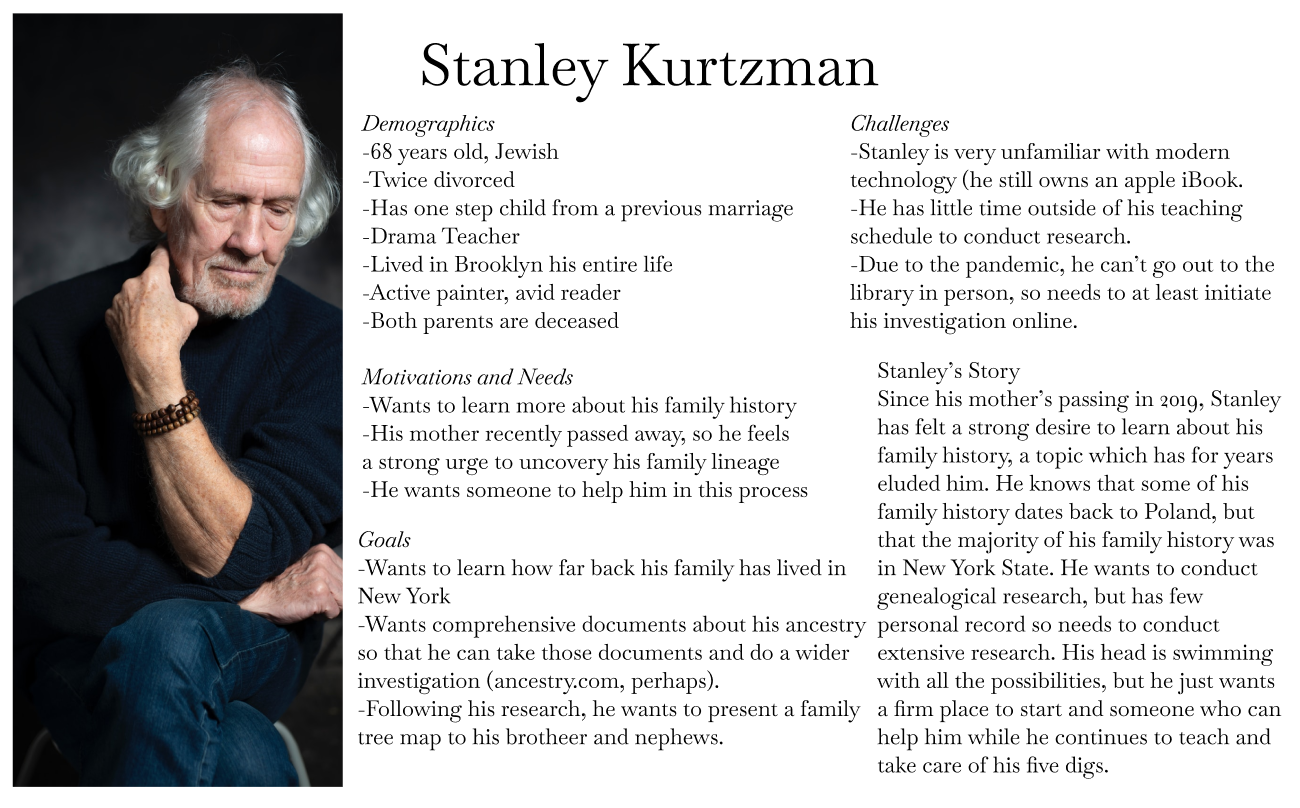 Stanley Kurtzman
Demographics
-68 years old, Jewish
-Twice divorced
-Has one step child from a previous marriage
-Drama Teacher
-Lived in Brooklyn his entire life
-Active painter, avid reader
-Both parents are deceased
Motivations and Needs
-Wants to learn more about his family history
-His mother recently passed away, so he feels
a strong urge to uncovery his family lineage
-He wants someone to help him in this process
Goals
-Wants to learn how far back his family has lived in
New York
-Wants comprehensive documents about his ancestry
so that he can take those documents and do a wider
investigation (ancestry.com, perhaps).
-Following his research, he wants to present a family
tree map to his brotheer and nephews.
Challenges
-Stanley is very unfamiliar with modern
technology (he still owns an apple iBook.
-He has little time outside of his teaching
schedule to conduct research.
-Due to the pandemic, he can't go out to the
library in person, so needs to at least initiate
his investigation online.
Stanley's Story
Since his mother's passing in 2019, Stanley
has felt a strong desire to learn about his
family history, a topic which has for years
eluded him. He knows that some of his
family history dates back to Poland, but
that the majority of his family history was
in New York State. He wants to conduct
genealogical research, but has few
personal record so needs to conduct
extensive research. His head is swimming
with all the possibilities, but he just wants
a firm place to start and someone who can
help him while he continues to teach and
take care of his five digs.